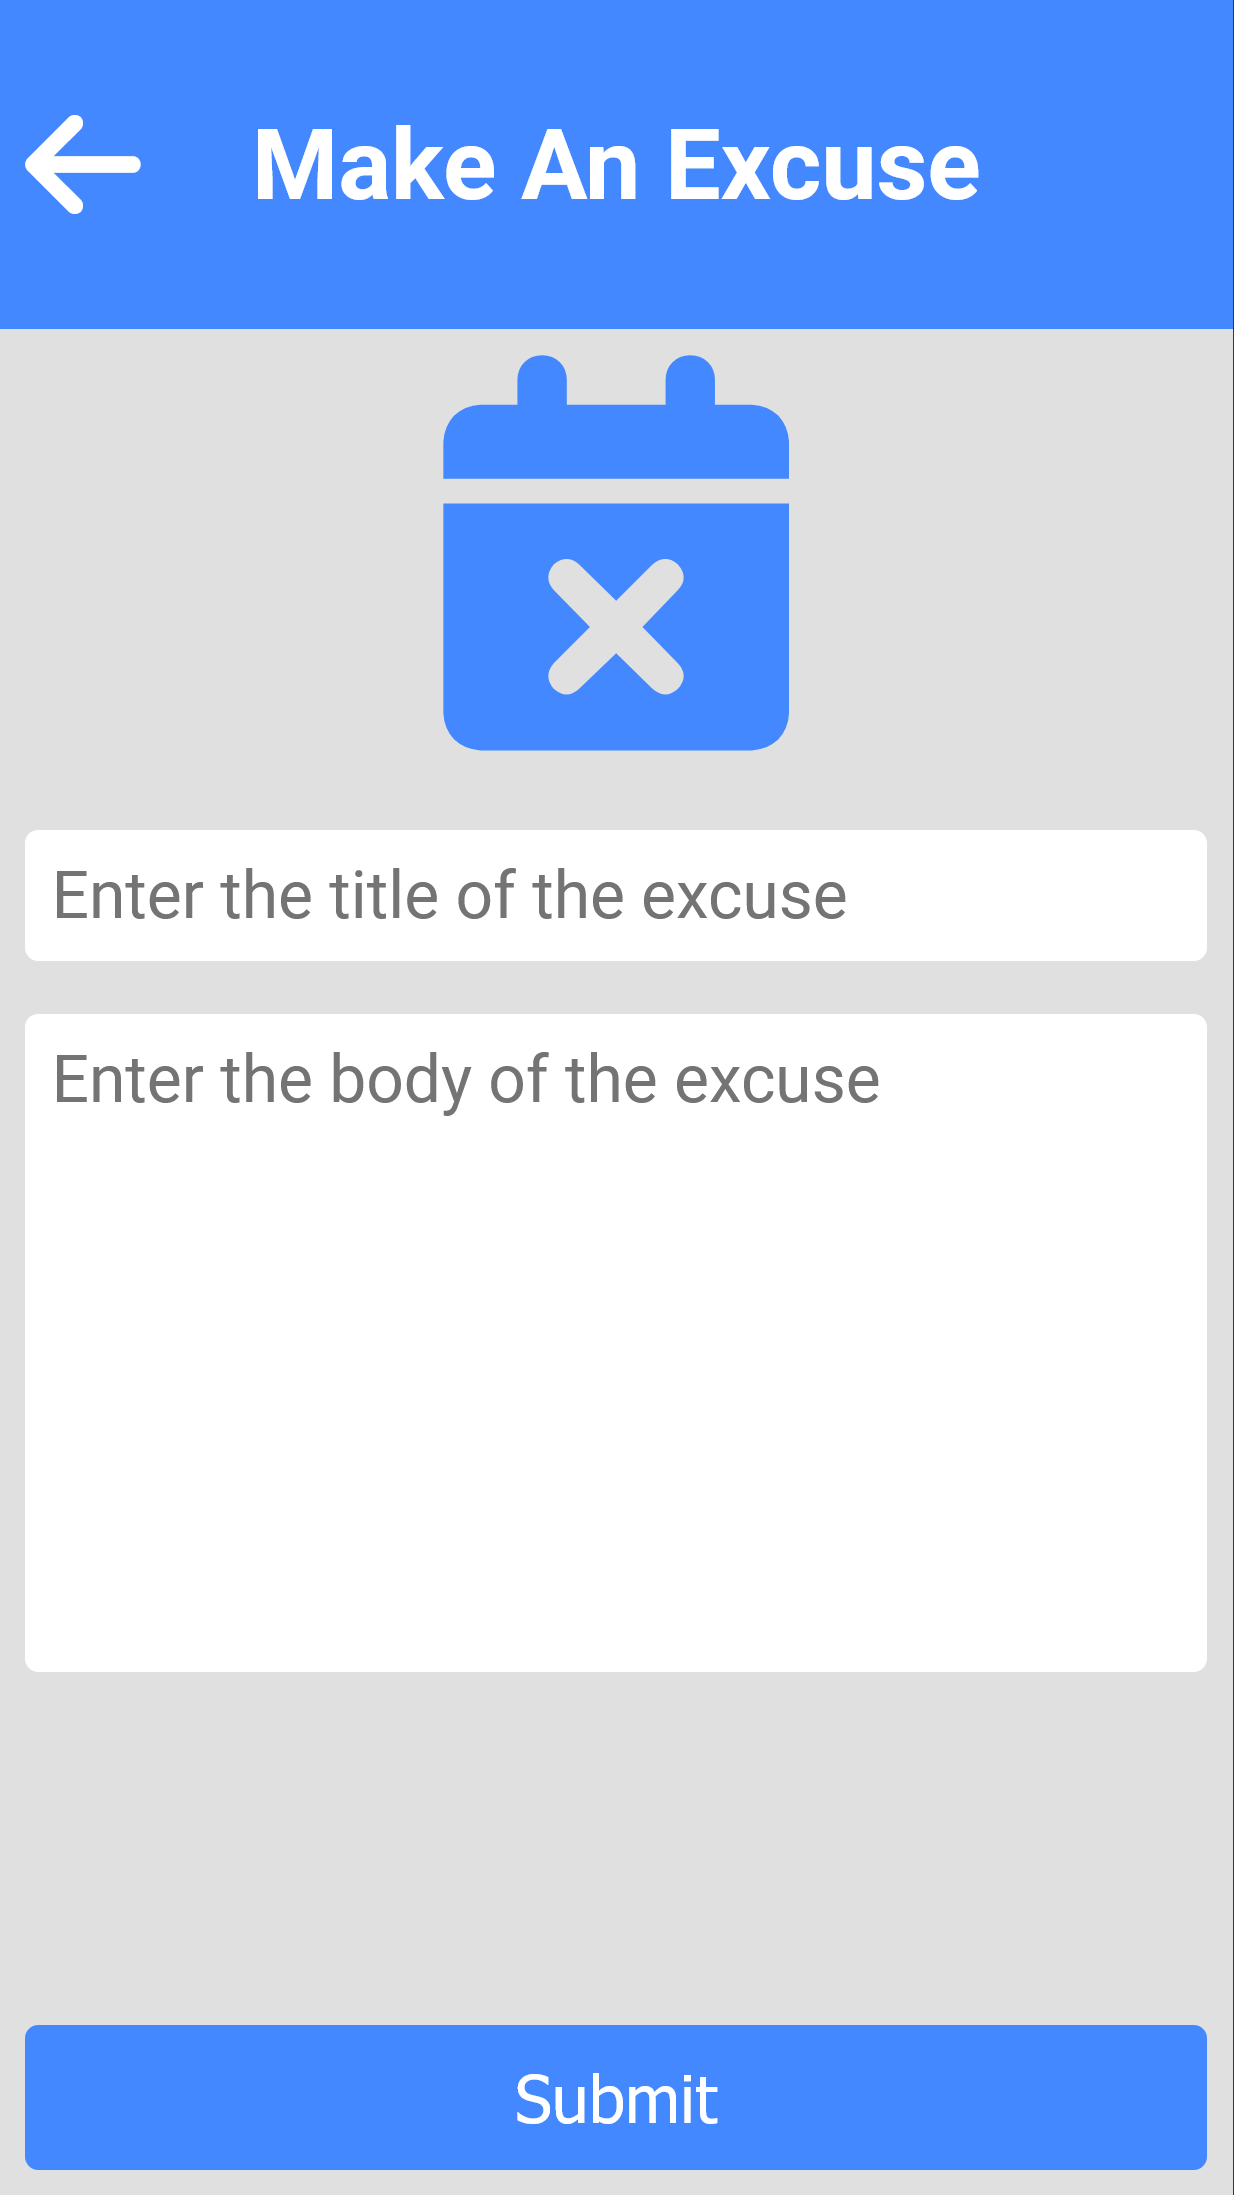 Make An Excuse
Enter the title of the excuse
Enter the body of the excuse
Submit